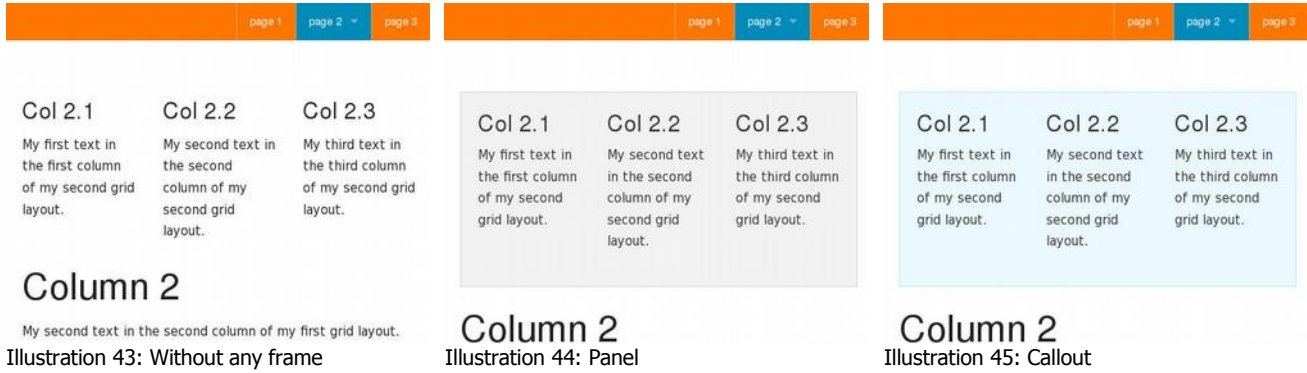 page 1 page 2 page 3
Col 2.1
My first text in
the first column
of my second grid
layout.
Col 2.2
My second text in
the second
column of my
second grid
layout.
Col 2.3
My third text in
the third column
of my second grid
layout.
Column 2
My second text in the second column of my first grid layout.
Illustration 43: Without any frame
page 1 page 2 page 3
Col 2.1
My first text in
the first column
of my second
grid layout.
Col 2.2
My second text
in the second
column of my
second grid
layout.
Col 2.3
My third text in
the third column
of my second
grid layout.
Column 2
Illustration 44: Panel
page 1 page 2 page 3
Col 2.1
My first text in
the first column
of my second
grid layout.
Col 2.2
My second text
in the second
column of my
second grid
layout.
Col 2.3
My third text in
the third column
of my second
grid layout.
Column 2
Illustration 45: Callout